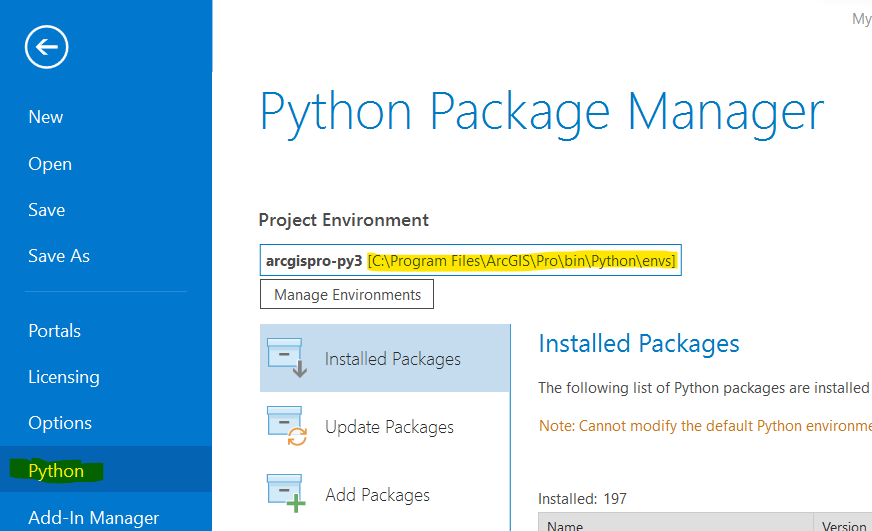 My
Python Package Manager
New
Open
Save
Save As
Portals
Licensing
Options
Python
Add-In Manager
Project Environment
arcgispro-py3 [C:\Program Files\ArcGIS\Pro\bin\Python\envs]
Manage Environments
Installed Packages
Update Packages
Add Packages
Installed Packages
The following list of Python packages are installed
Note: Cannot modify the default Python environme
Installed: 197
Name
Version